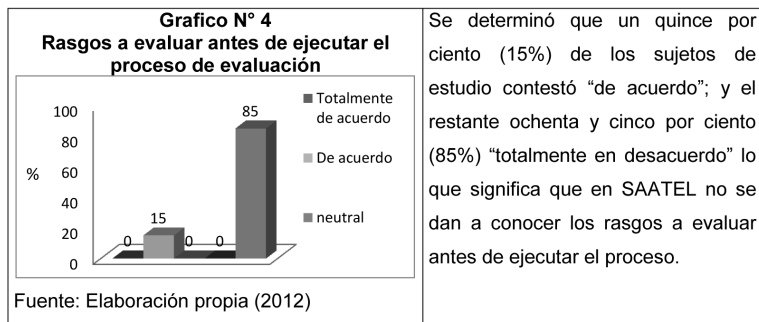 Grafico N° 4
Rasgos a evaluar antes de ejecutar el
proceso de evaluación
100
80
60
40
20
0
%
0
15
0
0
85
Totalmente
de acuerdo
De acuerdo
neutral
Fuente: Elaboración propia (2012)
Se determinó que un quince por
ciento (15%) de los sujetos de
estudio contestó “de acuerdo”; y el
restante ochenta y cinco por ciento
(85%) “totalmente en desacuerdo” lo
que significa que en SAATEL no se
dan a conocer los rasgos a evaluar
antes de ejecutar el proceso.